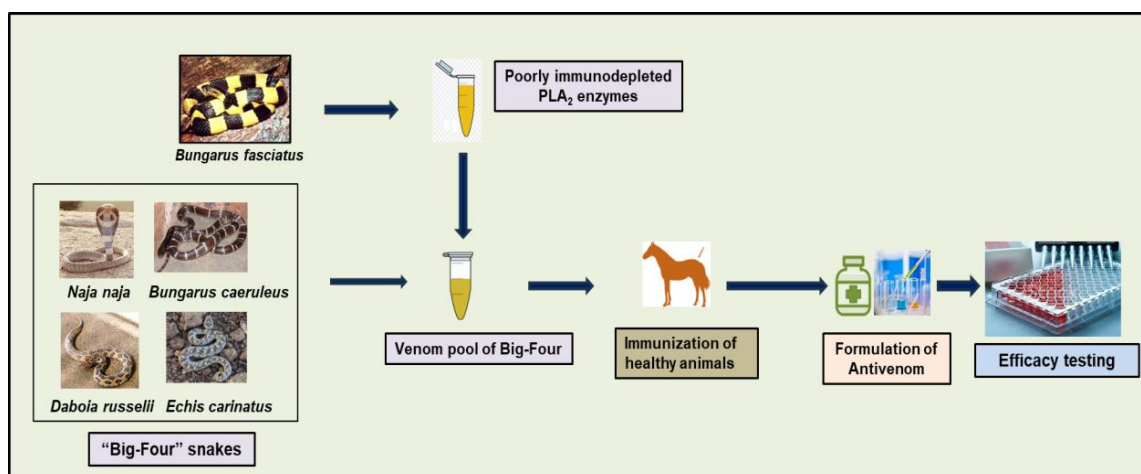 Poorly immunodepleted
PLA₂ enzymes
Bungarus fasciatus
Naja naja
Bungarus caeruleus
Daboia russelii
Echis carinatus
"Big-Four" snakes
Venom pool of Big-Four
Immunization of
healthy animals
Formulation of
Antivenom
Efficacy testing